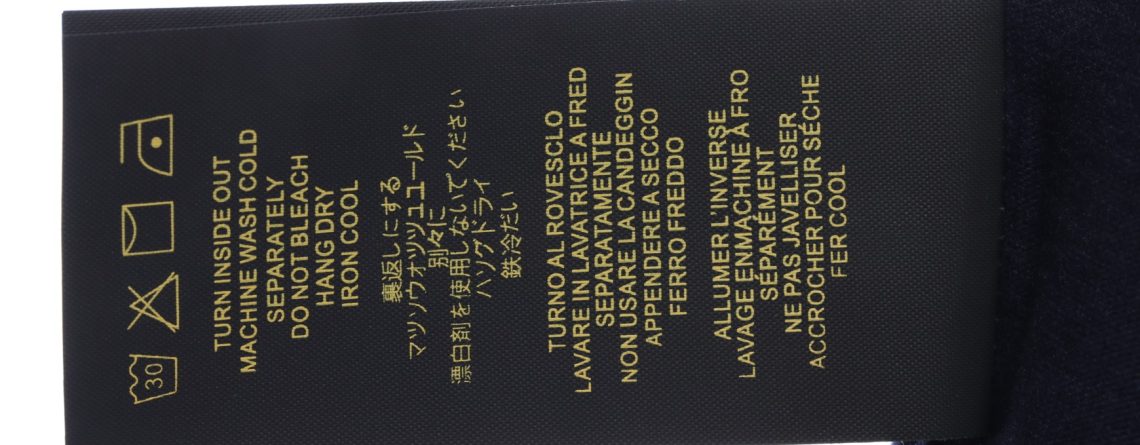 30
TURN INSIDE OUT
MACHINE WASH COLD
SEPARATELY
DO NOT BLEACH
HANG DRY
IRON COOL
裏返しにする
マツソウォツツュユールド
別々に
漂白剤を使用しないでください
ハソグドライ
鉄冷だい
TURNO AL ROVESCLO
LAVARE IN LAVATRICE A FRED
SEPARATAMENTE
NON USARE LA CANDEGGIN
APPENDERE A SECCO
FERRO FREDDO
ALLUMER L'INVERSE
LAVAGE ENMACHINE À FRO
SÉPARÉMENT
NE PAS JAVELLISER
ACCROCHER POUR SÉCHE
FER COOL